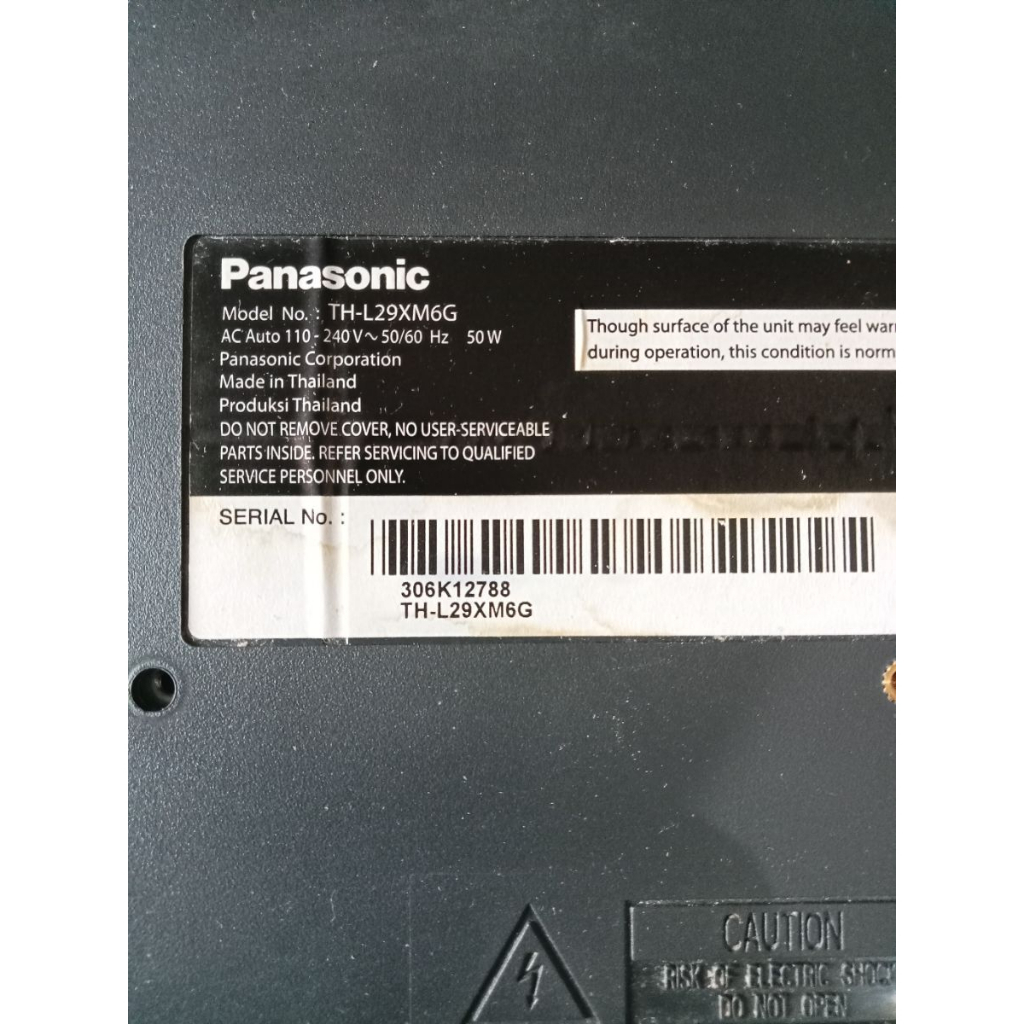 Panasonic
Model No. : TH-L29XM6G
AC Auto 110 - 240 V ~ 50/60 Hz 50 W
Panasonic Corporation
Made in Thailand
Produksi Thailand
DO NOT REMOVE COVER, NO USER-SERVICEABLE
PARTS INSIDE. REFER SERVICING TO QUALIFIED
SERVICE PERSONNEL ONLY.
Though surface of the unit may feel
during operation, this condition is
SERIAL No. :
306K12788
TH-L29XM6G
CAUTION
RISK OF ELECTRIC SHOCK
DO NOT OPEN